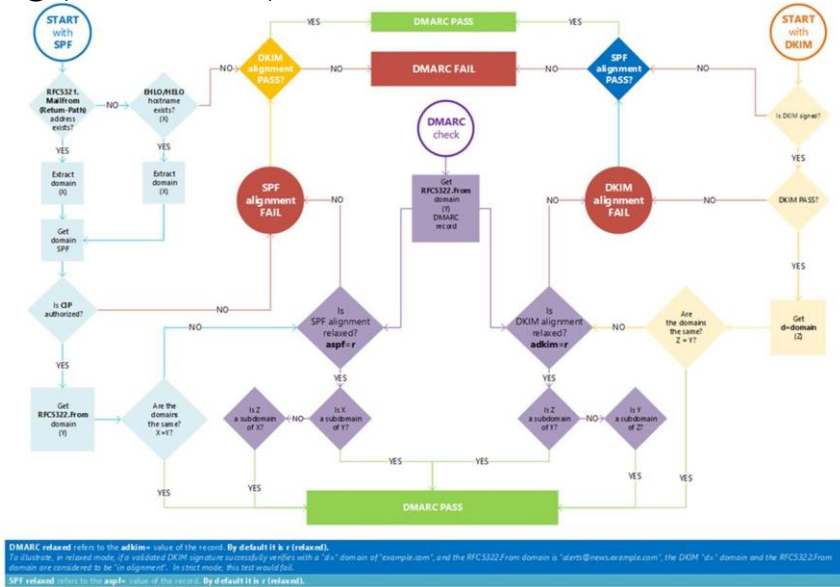 START
with
SPF
YES
DMARC PASS
YES
START
with
DKIM
DKIM
alignment
PASS?
SPF
alignment
PASS?
NO
NO
DMARC FAIL
NO
NO
RFC5321.
MailFrom
(Return-Path)
address
exists?
NO
EHLO/HELO
hostname
exists?
(X)
DMARC
check
Is DKIM signed?
YES
YES
YES
Extract
domain
(X)
Extract
domain
(X)
SPF
alignment
FAIL
NO
Get
RFC5322.From
domain
(Y)
DMARC
record
NO
DKIM
alignment
FAIL
NO
DKIM PASS?
Get
domain
SPF
YES
Is CIP
authorized?
NO
Is
SPF alignment
relaxed?
aspf=r
Is
DKIM alignment
relaxed?
adkim=r
NO
Are
the domains
the same?
Z = Y?
Get
d=domain
(Z)
NO
YES
YES
YES
Get
RFC5322.From
domain
(Y)
Are the
domains
the same?
X=Y?
Is Z
a subdomain
of X?
NO
Is X
a subdomain
of Y?
Is Z
a subdomain
of Y?
NO
Is Y
a subdomain
of Z?
YES
YES
YES
YES
YES
YES
DMARC PASS
DMARC relaxed refers to the adkim= value of the record. By default it is r (relaxed).
To illustrate, in relaxed mode, if a validated DKIM signature successfully verifies with a "d=" domain of "example.com", and the RFC5322.From domain is "alerts@news.example.com", the DKIM "d=" domain and the RFC5322.From
domain are considered to be "in alignment". In strict mode, this test would fail.
SPF relaxed refers to the aspf= value of the record. By default it is r (relaxed).